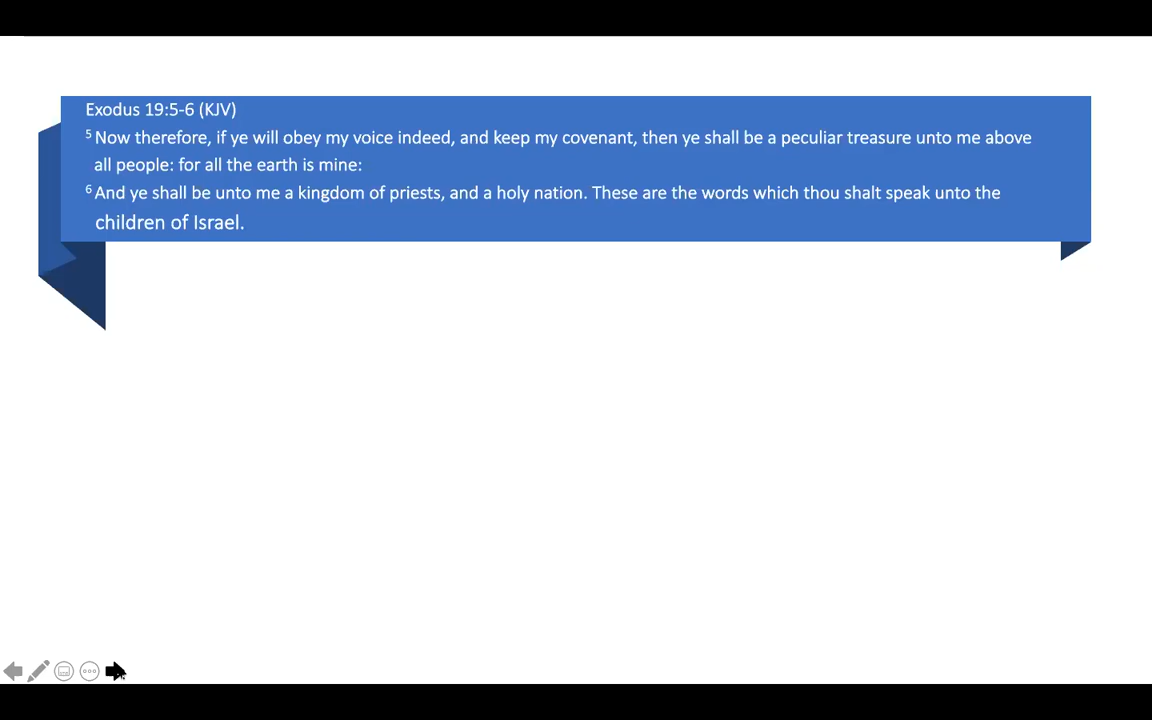 Exodus 19:5-6 (KJV)
5 Now therefore, if ye will obey my voice indeed, and keep my covenant, then ye shall be a peculiar treasure unto me above
all people: for all the earth is mine:
6 And ye shall be unto me a kingdom of priests, and a holy nation. These are the words which thou shalt speak unto the
children of Israel.